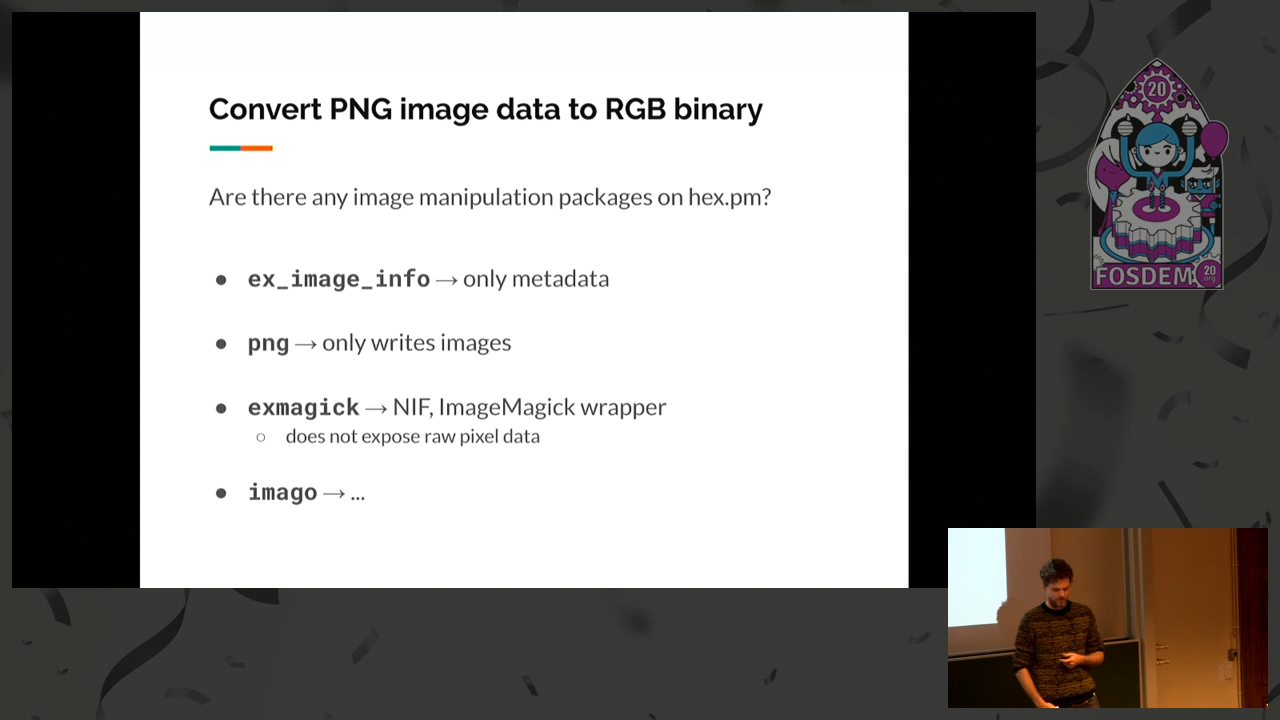 Convert PNG image data to RGB binary
Are there any image manipulation packages on hex.pm?
● ex_image_info → only metadata
● png → only writes images
● exmagick → NIF, ImageMagick wrapper
○ does not expose raw pixel data
● imago → ...
20
FOSDEM
20
.org